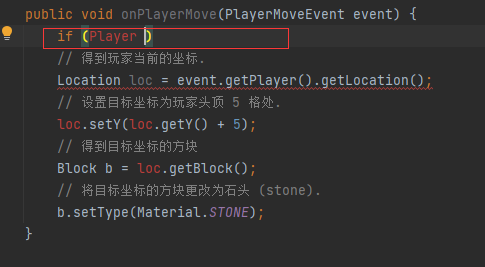 public void onPlayerMove(PlayerMoveEvent event) {
if (Player )
// 得到玩家当前的坐标.
Location loc = event.getPlayer().getLocation();
// 设置目标坐标为玩家头顶 5 格处.
loc.setY(loc.getY() + 5);
// 得到目标坐标的方块
Block b = loc.getBlock();
// 将目标坐标的方块更改为石头 (stone).
b.setType(Material.STONE);
}